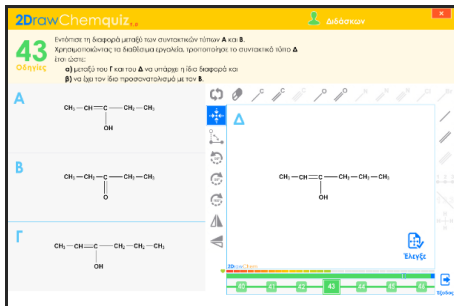 2DrawChemquiz
Διδάσκων
43
Οδηγίες
Εντόπισε τη διαφορά μεταξύ των συντακτικών τύπων Α και Β.
Χρησιμοποιώντας τα διαθέσιμα εργαλεία, τροποποίησε το συντακτικό τύπο Δ
έτσι ώστε:
α) μεταξύ του Γ και του Δ να υπάρχει η ίδια διαφορά και
β) να έχει τον ίδιο προσανατολισμό με τον Β.
Α
CH₃—CH=C—CH₂—CH₃
OH
Β
CH₃—CH₂—C—CH₂—CH₃
O
Γ
CH₃—CH=C—CH₂—CH₂—CH₃
OH
Δ
CH₃—CH=C—CH₂—CH₂—CH₃
OH
Έλεγξε
2DrawChem
40 41 42 43 44 45 46
Έξοδος